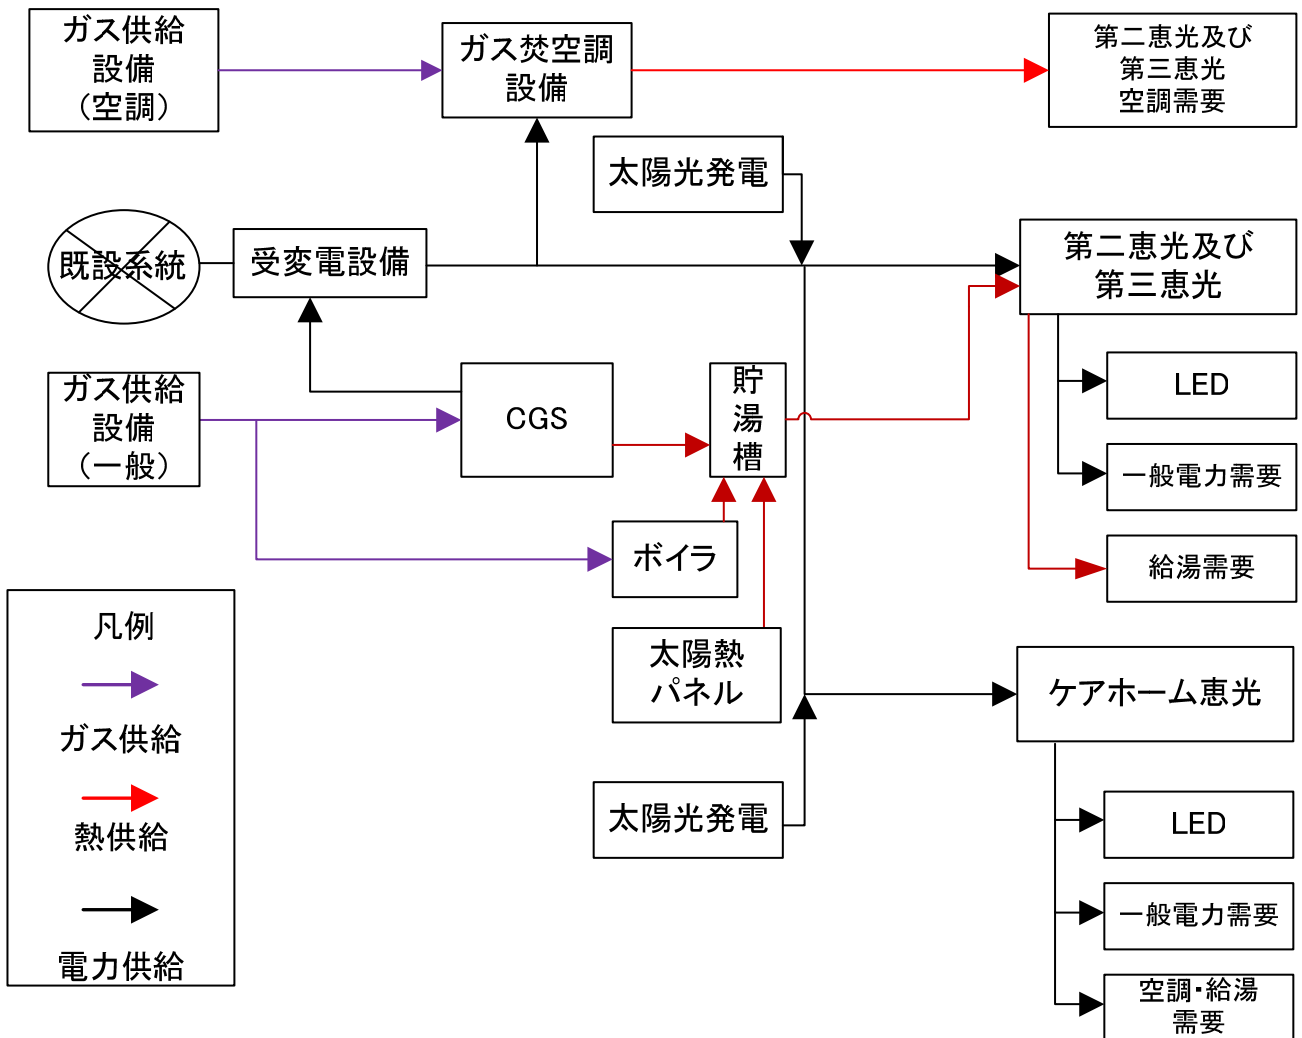 ガス供給
設備
（空調）
ガス焚空調
設備
第二恵光及び
第三恵光
空調需要
太陽光発電
既設系統
受変電設備
第二恵光及び
第三恵光
ガス供給
設備
（一般）
CGS
貯
湯
槽
LED
一般電力需要
ボイラ
給湯需要
太陽熱
パネル
ケアホーム恵光
太陽光発電
LED
一般電力需要
空調・給湯
需要
凡例
ガス供給
熱供給
電力供給